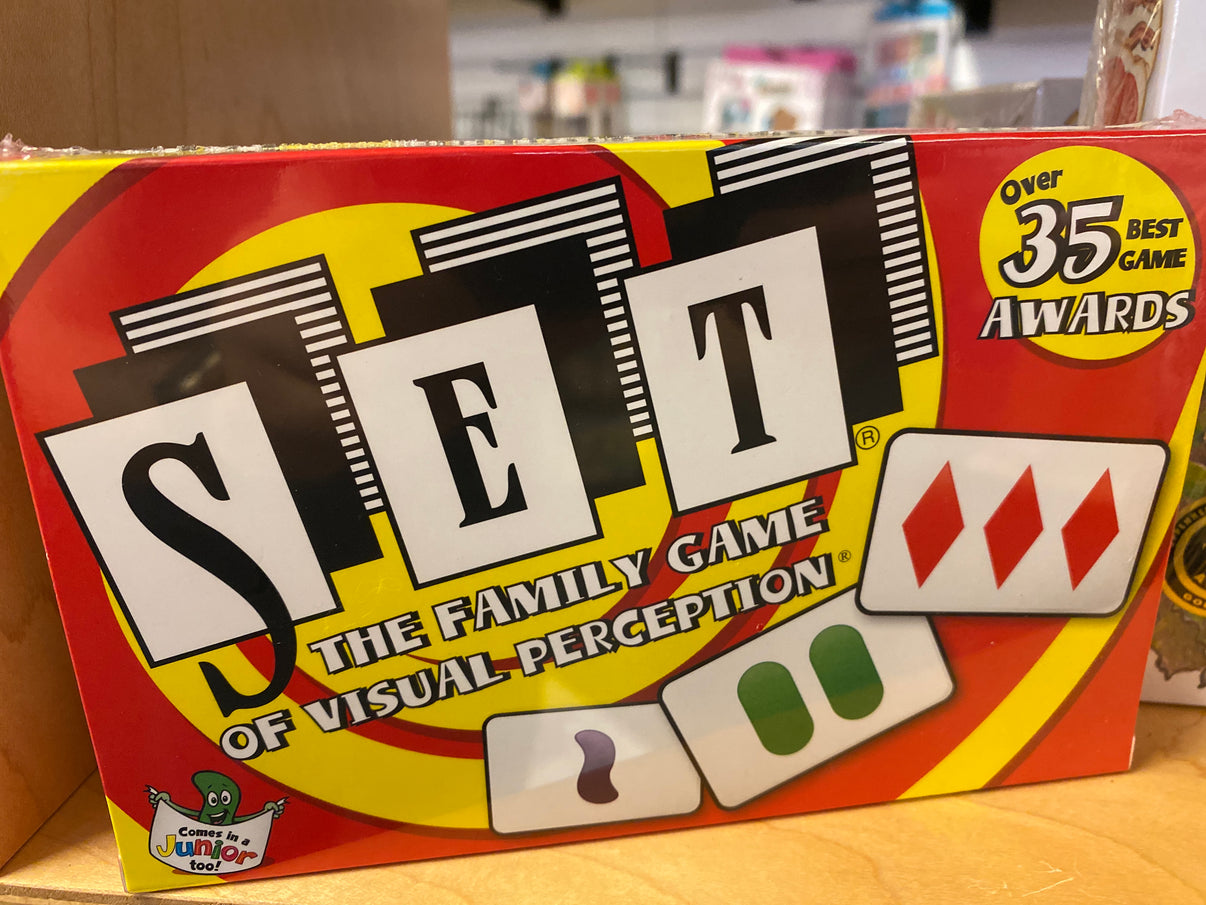 SET®
THE FAMILY GAME
OF VISUAL PERCEPTION®
Over
35 BEST
GAME
AWARDS
Comes in a
Junior
too!